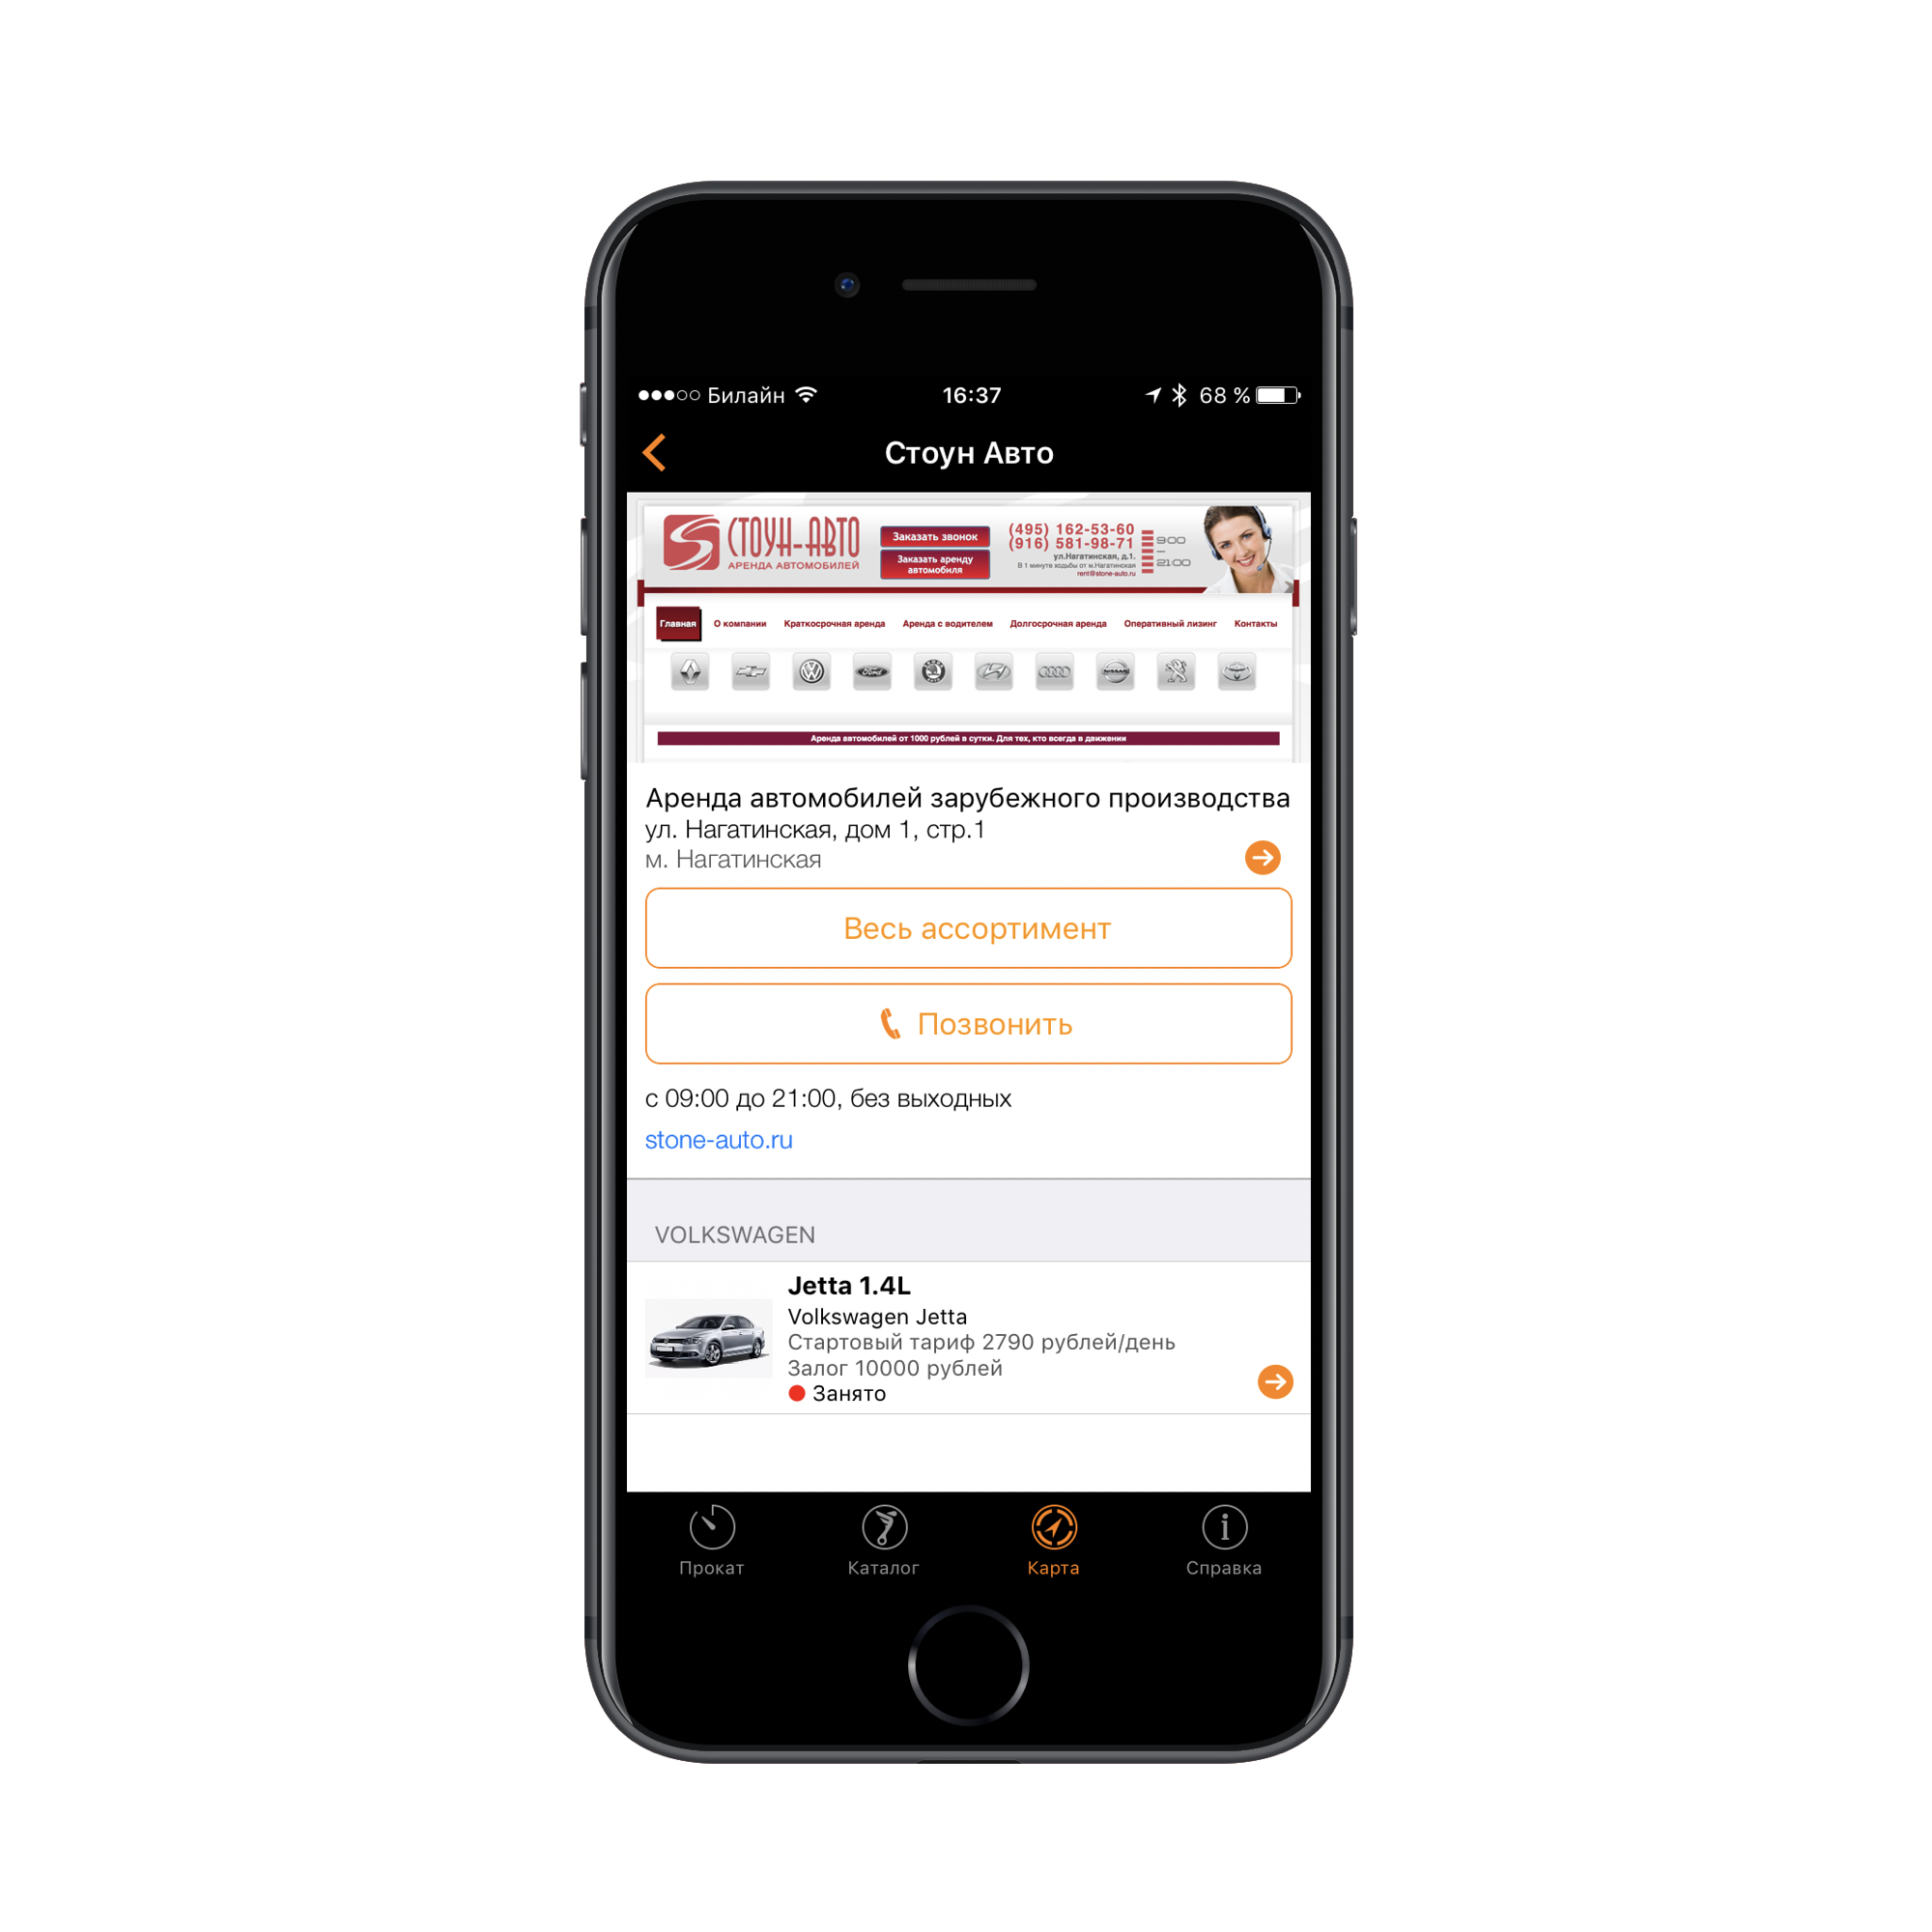 Билайн 16:37 68 %
Стоун Авто
СТОУН-АВТО
АРЕНДА АВТОМОБИЛЕЙ
Заказать звонок
Заказать аренду
автомобиля
(495) 162-53-60
(916) 581-98-71
ул.Нагатинская, д.1.
В 1 минуте ходьбы от м.Нагатинская
rent@stone-auto.ru
9:00
–
21:00
Главная О компании Краткосрочная аренда Аренда с водителем Долгосрочная аренда Оперативный лизинг Контакты
Ford
NISSAN
Аренда автомобилей от 1000 рублей в сутки. Для тех, кто всегда в движении
Аренда автомобилей зарубежного производства
ул. Нагатинская, дом 1, стр.1
м. Нагатинская
Весь ассортимент
Позвонить
с 09:00 до 21:00, без выходных
stone-auto.ru
VOLKSWAGEN
Jetta 1.4L
Volkswagen Jetta
Стартовый тариф 2790 рублей/день
Залог 10000 рублей
Занято
Прокат Каталог Карта Справка